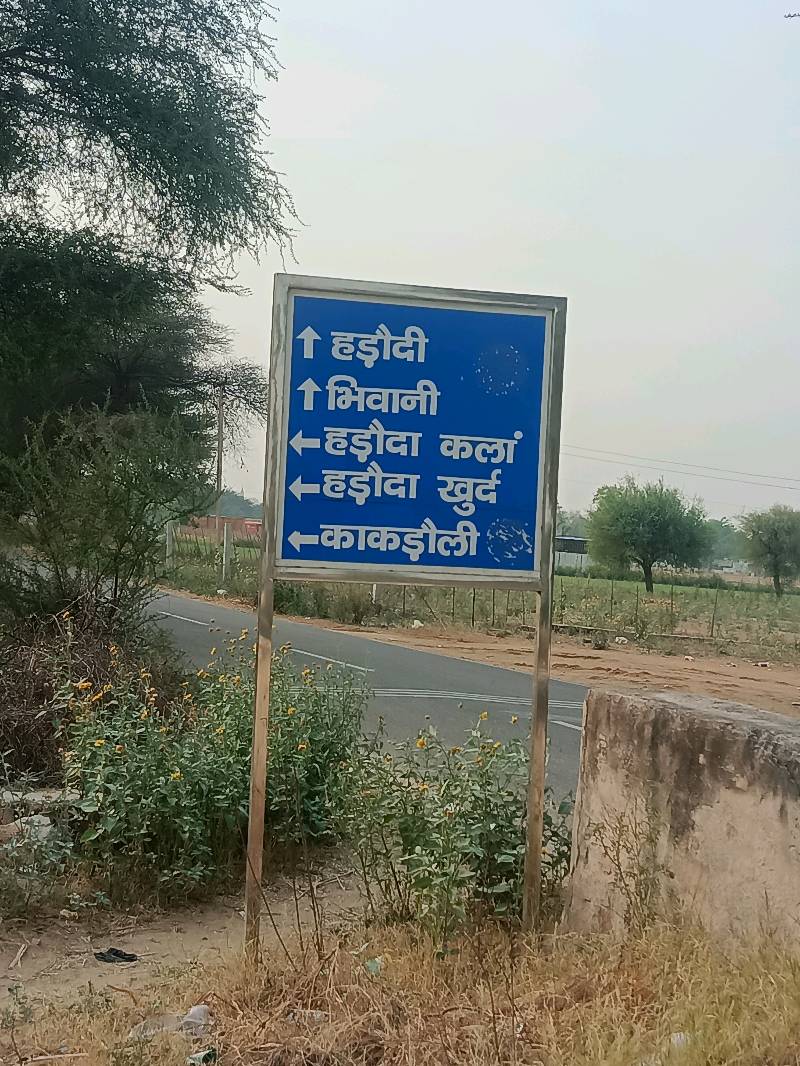 ↑ हड़ौदी
↑ भिवानी
← हड़ौदा कलां
← हड़ौदा खुर्द
← काकड़ौली